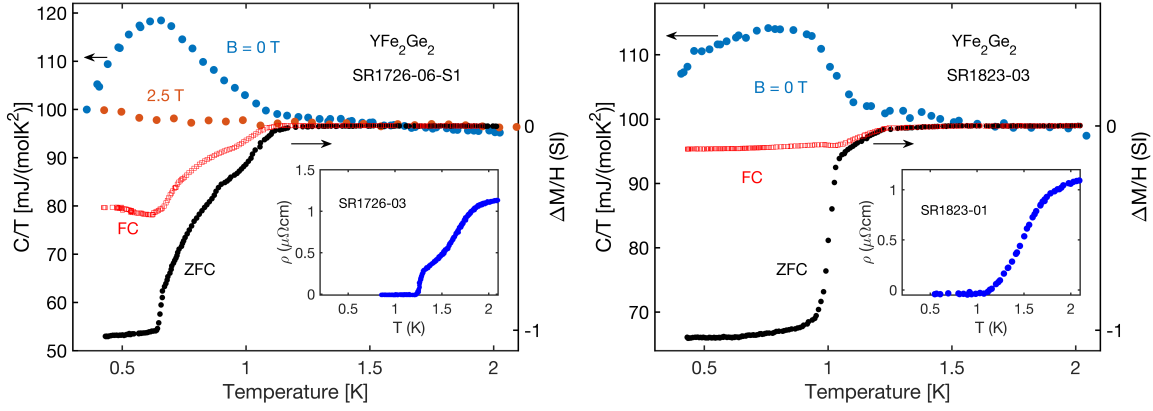 YFe2Ge2
SR1726-06-S1
B = 0 T
2.5 T
FC
ZFC
C/T [mJ/(molK2)]
120
110
100
90
80
70
60
50
0.5
1
1.5
2
Temperature [K]
0
-1
ΔM/H (SI)
SR1726-03
ρ (μΩcm)
1.5
1
0.5
0
0.5
1
1.5
2
T (K)
YFe2Ge2
SR1823-03
B = 0 T
FC
ZFC
C/T [mJ/(molK2)]
110
100
90
80
70
0.5
1
1.5
2
Temperature [K]
0
-1
ΔM/H (SI)
SR1823-01
ρ (μΩcm)
1
0.5
0
0.5
1
1.5
2
T (K)